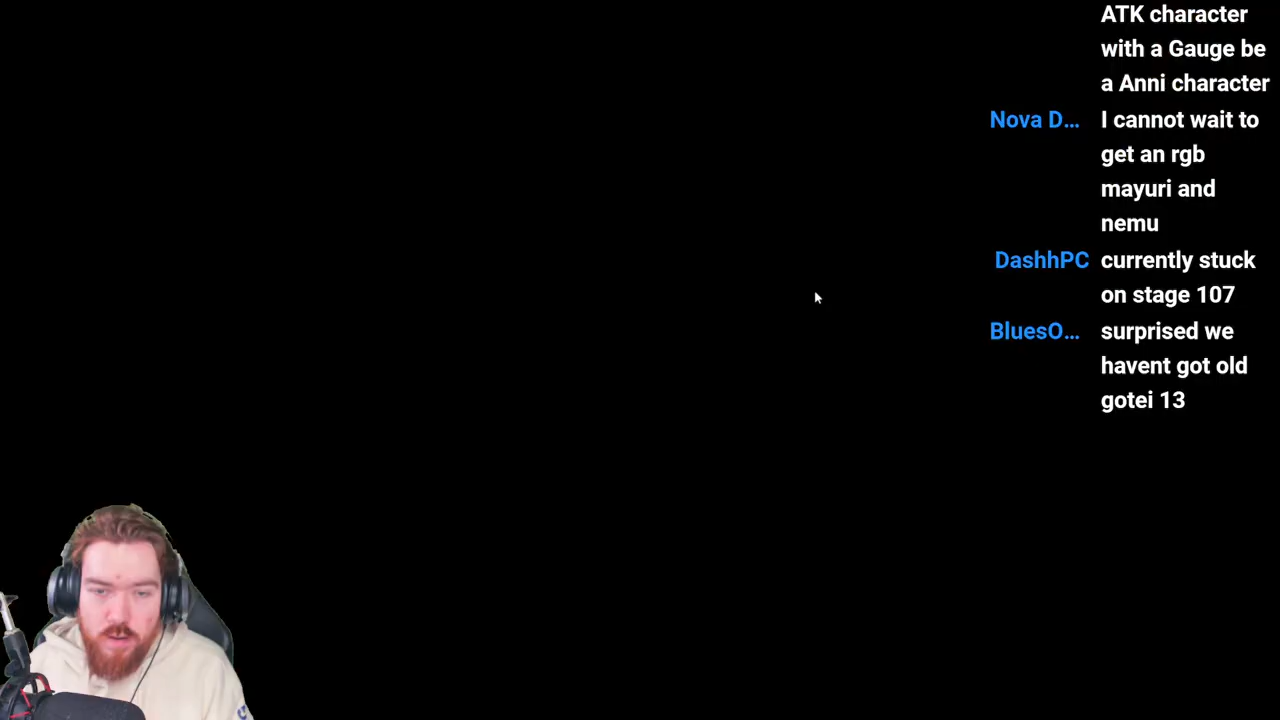 ATK character
with a Gauge be
a Anni character
Nova D… I cannot wait to
get an rgb
mayuri and
nemu
DashhPC currently stuck
on stage 107
BluesO… surprised we
havent got old
gotei 13